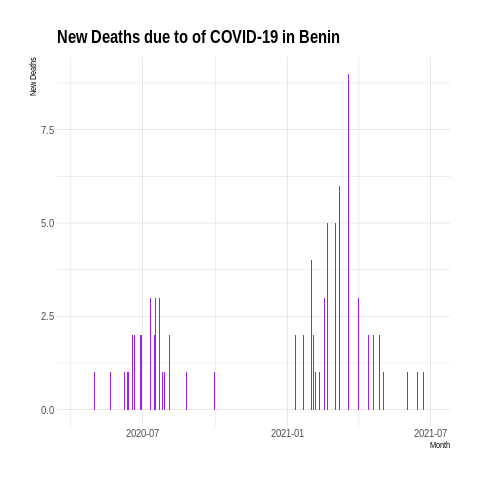 New Deaths due to of COVID-19 in Benin
New Deaths
7.5
5.0
2.5
0.0
2020-07
2021-01
2021-07
Month